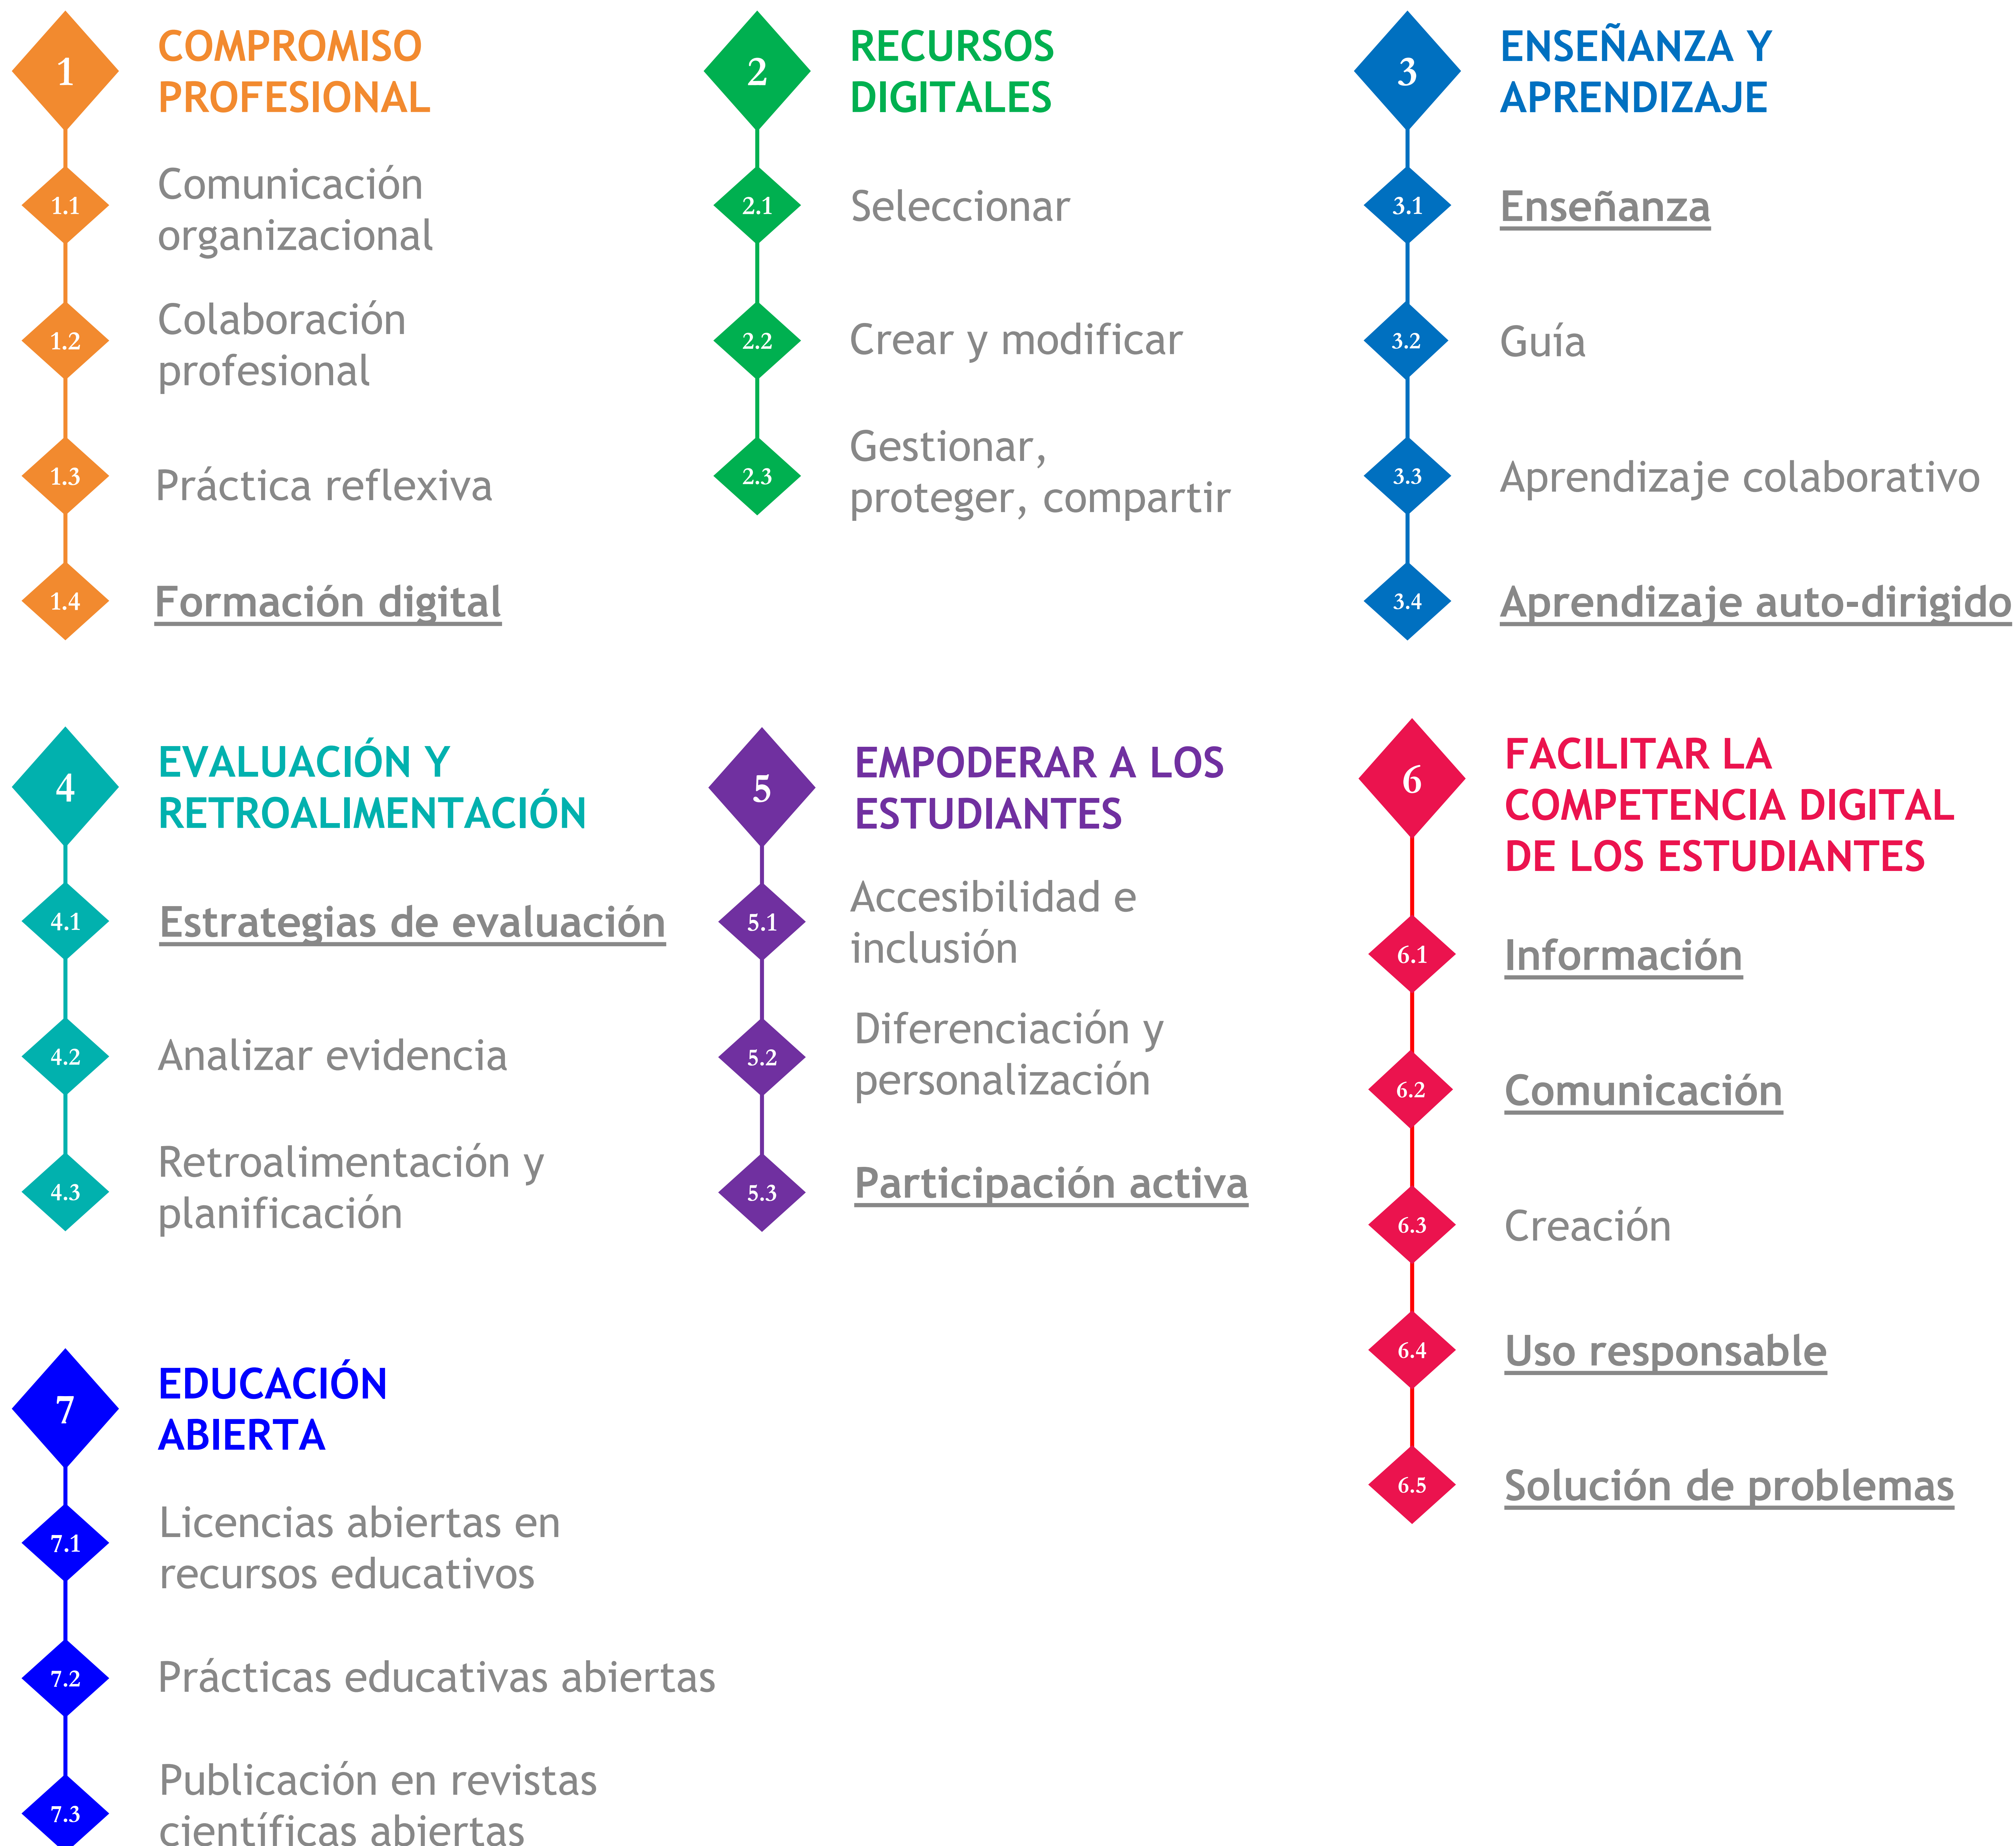 1
COMPROMISO
PROFESIONAL
1.1
Comunicación
organizacional
1.2
Colaboración
profesional
1.3
Práctica reflexiva
1.4
Formación digital
2
RECURSOS
DIGITALES
2.1
Seleccionar
2.2
Crear y modificar
2.3
Gestionar,
proteger, compartir
3
ENSEÑANZA Y
APRENDIZAJE
3.1
Enseñanza
3.2
Guía
3.3
Aprendizaje colaborativo
3.4
Aprendizaje auto-dirigido
4
EVALUACIÓN Y
RETROALIMENTACIÓN
4.1
Estrategias de evaluación
4.2
Analizar evidencia
4.3
Retroalimentación y
planificación
5
EMPODERAR A LOS
ESTUDIANTES
5.1
Accesibilidad e
inclusión
5.2
Diferenciación y
personalización
5.3
Participación activa
6
FACILITAR LA
COMPETENCIA DIGITAL
DE LOS ESTUDIANTES
6.1
Información
6.2
Comunicación
6.3
Creación
6.4
Uso responsable
6.5
Solución de problemas
7
EDUCACIÓN
ABIERTA
7.1
Licencias abiertas en
recursos educativos
7.2
Prácticas educativas abiertas
7.3
Publicación en revistas
científicas abiertas